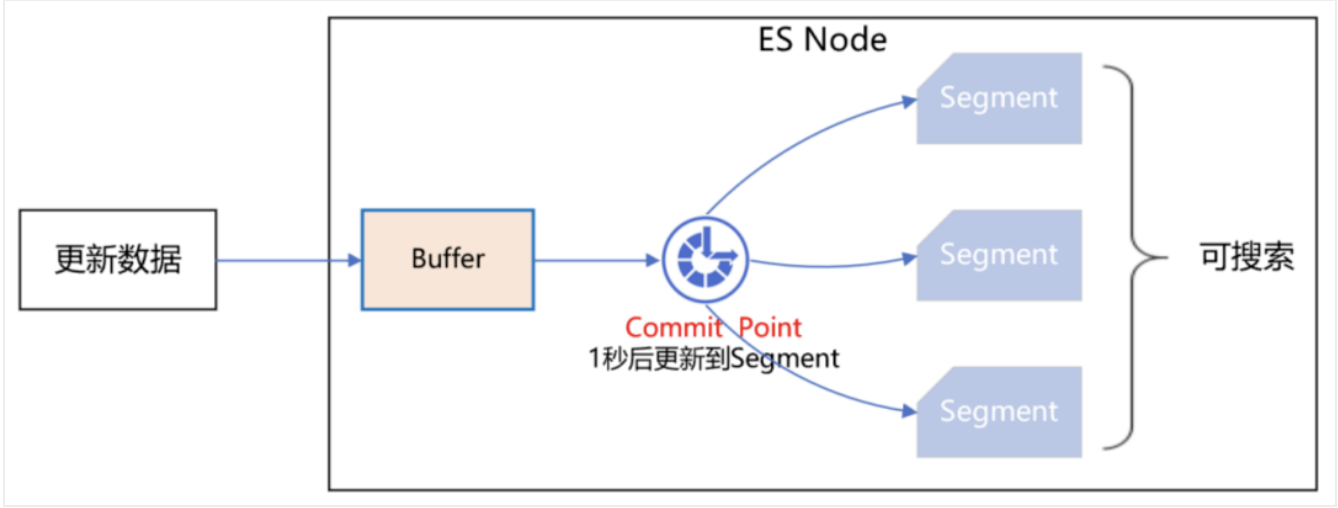 ES Node
Segment
更新数据
Buffer
Segment
可搜索
Commit Point
1秒后更新到Segment
Segment